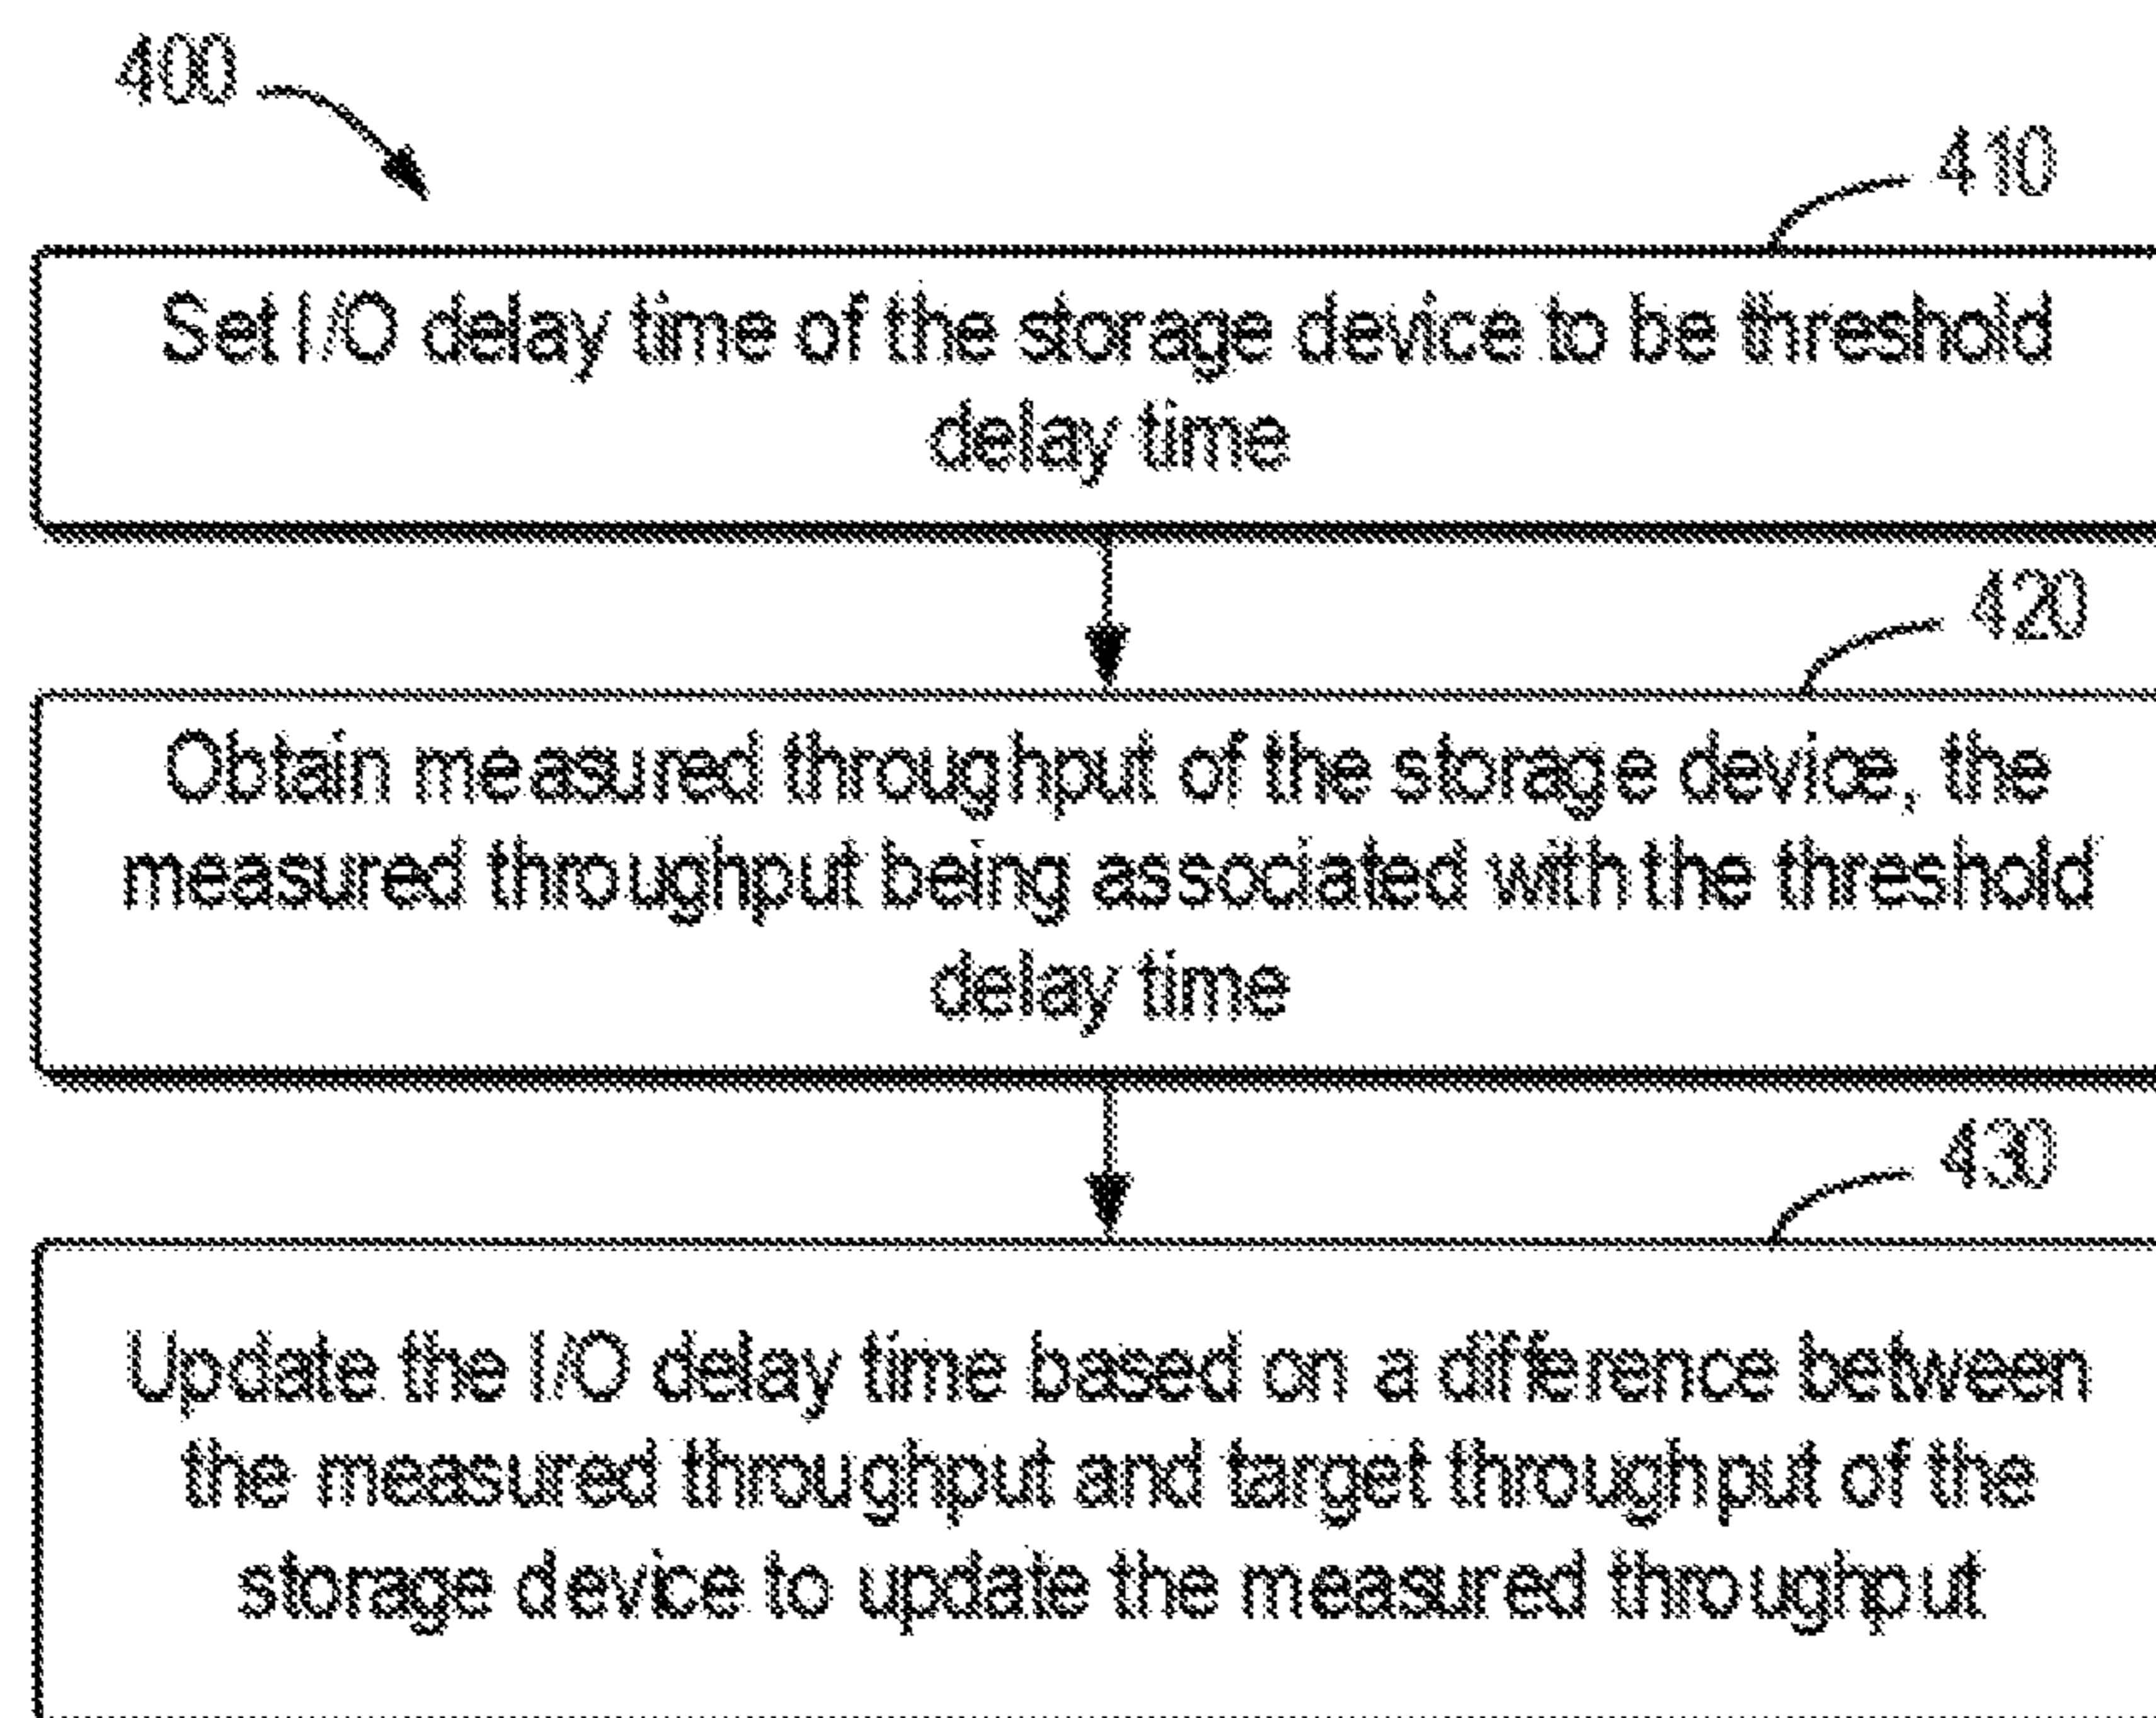 400
410
Set I/O delay time of the storage device to be threshold
delay time
420
Obtain measured throughput of the storage device, the
measured throughput being associated with the threshold
delay time
430
Update the I/O delay time based on a difference between
the measured throughput and target throughput of the
storage device to update the measured throughput